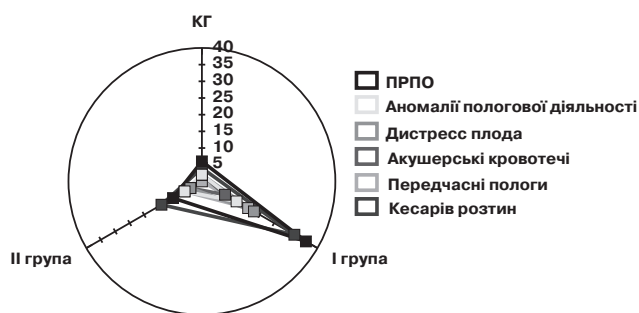 КГ
40
35
30
25
20
15
10
5
ПРПО
Аномалії пологової діяльності
Дистресс плода
Акушерські кровотечі
Передчасні пологи
Кесарів розтин
II група
I група